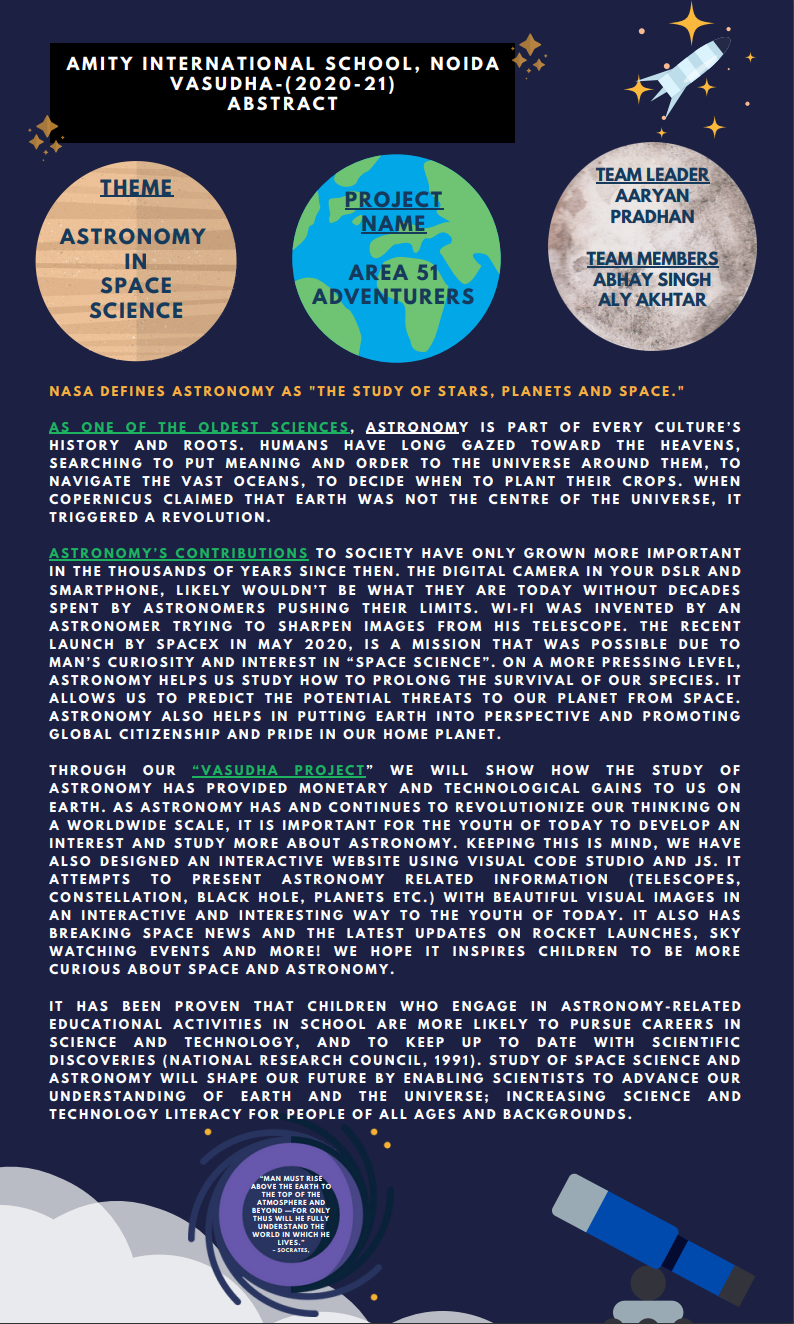 AMITY INTERNATIONAL SCHOOL, NOIDA
VASUDHA-(2020-21)
ABSTRACT
THEME
ASTRONOMY
IN
SPACE
SCIENCE
PROJECT
NAME
AREA 51
ADVENTURERS
TEAM LEADER
AARYAN
PRADHAN
TEAM MEMBERS
ABHAY SINGH
ALY AKHTAR
NASA DEFINES ASTRONOMY AS "THE STUDY OF STARS, PLANETS AND SPACE."
AS ONE OF THE OLDEST SCIENCES, ASTRONOMY IS PART OF EVERY CULTURE'S
HISTORY AND ROOTS. HUMANS HAVE LONG GAZED TOWARD THE HEAVENS,
SEARCHING TO PUT MEANING AND ORDER TO THE UNIVERSE AROUND THEM, TO
NAVIGATE THE VAST OCEANS, TO DECIDE WHEN TO PLANT THEIR CROPS. WHEN
COPERNICUS CLAIMED THAT EARTH WAS NOT THE CENTRE OF THE UNIVERSE, IT
TRIGGERED A REVOLUTION.
ASTRONOMY'S CONTRIBUTIONS TO SOCIETY HAVE ONLY GROWN MORE IMPORTANT
IN THE THOUSANDS OF YEARS SINCE THEN. THE DIGITAL CAMERA IN YOUR DSLR AND
SMARTPHONE, LIKELY WOULDN'T BE WHAT THEY ARE TODAY WITHOUT DECADES
SPENT BY ASTRONOMERS PUSHING THEIR LIMITS. WI-FI WAS INVENTED BY AN
ASTRONOMER TRYING TO SHARPEN IMAGES FROM HIS TELESCOPE. THE RECENT
LAUNCH BY SPACEX IN MAY 2020, IS A MISSION THAT WAS POSSIBLE DUE TO
MAN'S CURIOSITY AND INTEREST IN “SPACE SCIENCE”. ON A MORE PRESSING LEVEL,
ASTRONOMY HELPS US STUDY HOW TO PROLONG THE SURVIVAL OF OUR SPECIES. IT
ALLOWS US TO PREDICT THE POTENTIAL THREATS TO OUR PLANET FROM SPACE.
ASTRONOMY ALSO HELPS IN PUTTING EARTH INTO PERSPECTIVE AND PROMOTING
GLOBAL CITIZENSHIP AND PRIDE IN OUR HOME PLANET.
THROUGH OUR “VASUDHA PROJECT” WE WILL SHOW HOW THE STUDY OF
ASTRONOMY HAS PROVIDED MONETARY AND TECHNOLOGICAL GAINS TO US ON
EARTH. AS ASTRONOMY HAS AND CONTINUES TO REVOLUTIONIZE OUR THINKING ON
A WORLDWIDE SCALE, IT IS IMPORTANT FOR THE YOUTH OF TODAY TO DEVELOP AN
INTEREST AND STUDY MORE ABOUT ASTRONOMY. KEEPING THIS IS MIND, WE HAVE
ALSO DESIGNED AN INTERACTIVE WEBSITE USING VISUAL CODE STUDIO AND JS. IT
ATTEMPTS TO PRESENT ASTRONOMY RELATED INFORMATION (TELESCOPES,
CONSTELLATION, BLACK HOLE, PLANETS ETC.) WITH BEAUTIFUL VISUAL IMAGES IN
AN INTERACTIVE AND INTERESTING WAY TO THE YOUTH OF TODAY. IT ALSO HAS
BREAKING SPACE NEWS AND THE LATEST UPDATES ON ROCKET LAUNCHES, SKY
WATCHING EVENTS AND MORE! WE HOPE IT INSPIRES CHILDREN TO BE MORE
CURIOUS ABOUT SPACE AND ASTRONOMY.
IT HAS BEEN PROVEN THAT CHILDREN WHO ENGAGE IN ASTRONOMY-RELATED
EDUCATIONAL ACTIVITIES IN SCHOOL ARE MORE LIKELY TO PURSUE CAREERS IN
SCIENCE AND TECHNOLOGY, AND TO KEEP UP TO DATE WITH SCIENTIFIC
DISCOVERIES (NATIONAL RESEARCH COUNCIL, 1991). STUDY OF SPACE SCIENCE AND
ASTRONOMY WILL SHAPE OUR FUTURE BY ENABLING SCIENTISTS TO ADVANCE OUR
UNDERSTANDING OF EARTH AND THE UNIVERSE; INCREASING SCIENCE AND
TECHNOLOGY LITERACY FOR PEOPLE OF ALL AGES AND BACKGROUNDS.
“MAN MUST RISE
ABOVE THE EARTH TO
THE TOP OF THE
ATMOSPHERE AND
BEYOND —FOR ONLY
THUS WILL HE FULLY
UNDERSTAND THE
WORLD IN WHICH HE
LIVES.”
– SOCRATES,